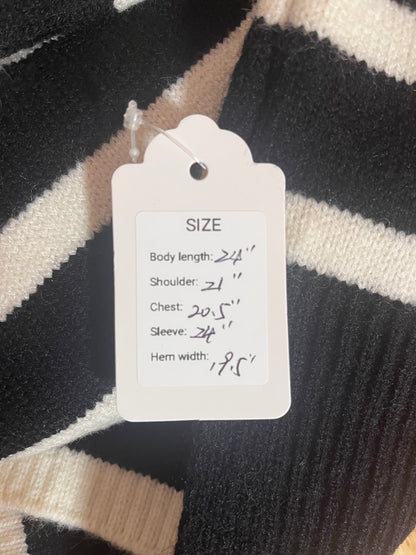 SIZE
Body length: 24"
Shoulder: 21"
Chest: 20.5"
Sleeve: 24"
Hem width: 19.5"